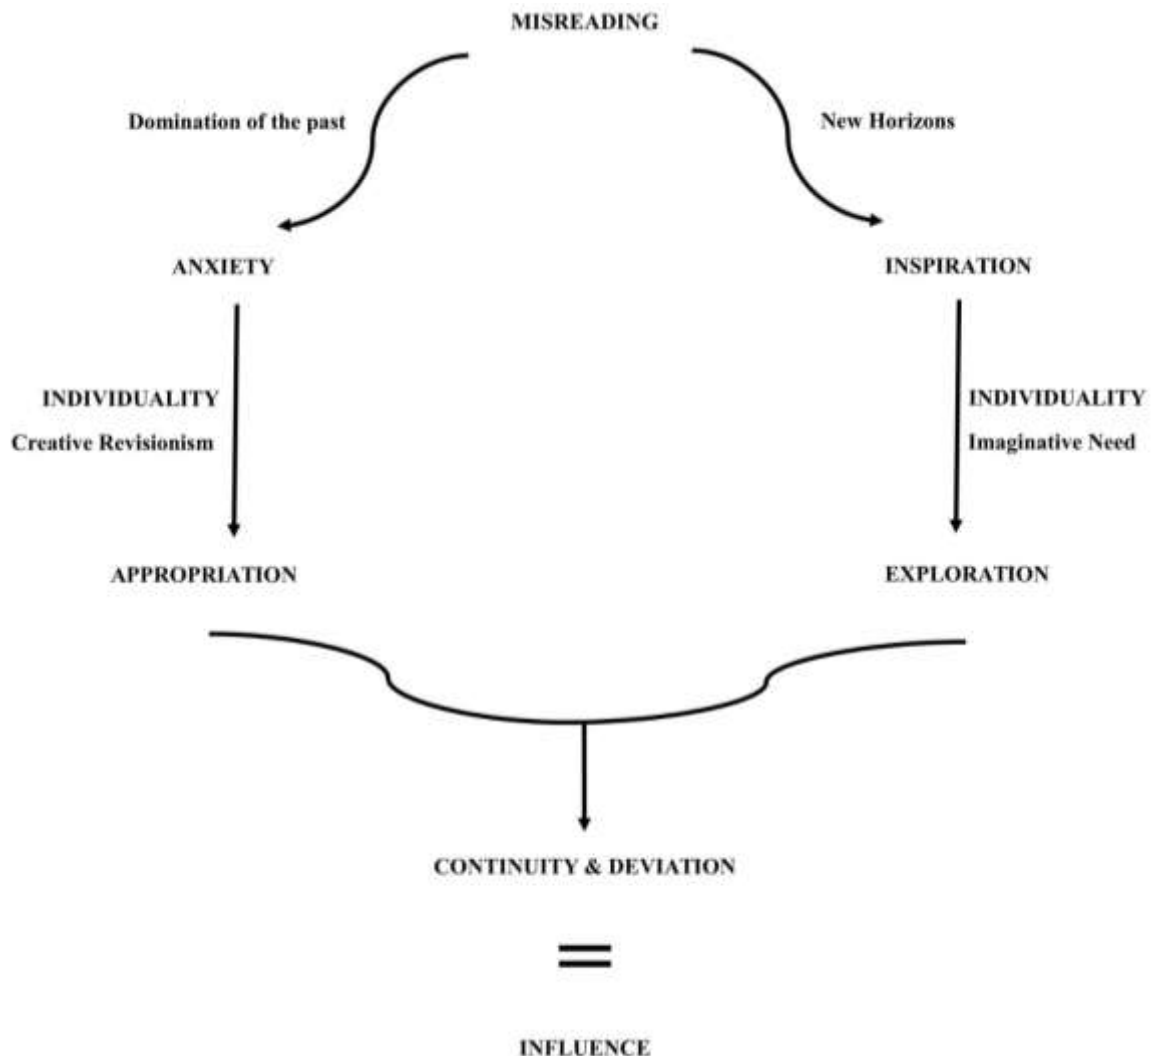 MISREADING
Domination of the past
New Horizons
ANXIETY
INSPIRATION
INDIVIDUALITY
Creative Revisionism
INDIVIDUALITY
Imaginative Need
APPROPRIATION
EXPLORATION
CONTINUITY & DEVIATION
=
INFLUENCE